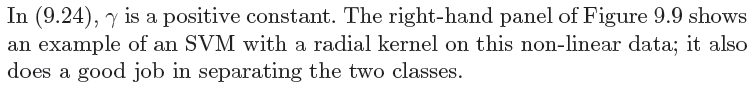 In (9.24), γ is a positive constant. The right-hand panel of Figure 9.9 shows
an example of an SVM with a radial kernel on this non-linear data; it also
does a good job in separating the two classes.